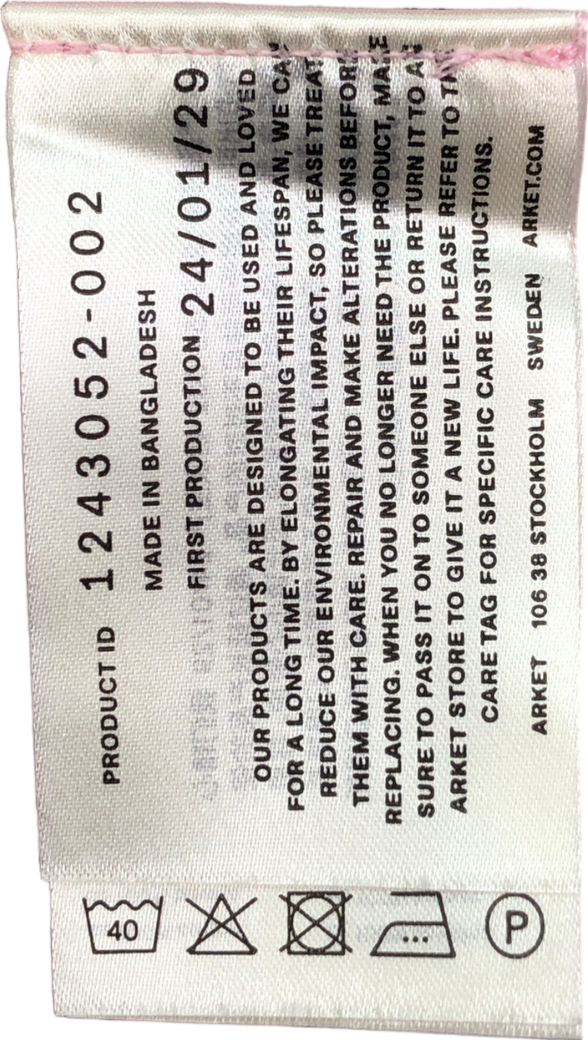 PRODUCT ID 1243052-002
MADE IN BANGLADESH
FIRST PRODUCTION 24/01/29
OUR PRODUCTS ARE DESIGNED TO BE USED AND LOVED
FOR A LONG TIME. BY ELONGATING THEIR LIFESPAN, WE CAN
REDUCE OUR ENVIRONMENTAL IMPACT, SO PLEASE TREAT
THEM WITH CARE. REPAIR AND MAKE ALTERATIONS BEFORE
REPLACING. WHEN YOU NO LONGER NEED THE PRODUCT, MAKE
SURE TO PASS IT ON TO SOMEONE ELSE OR RETURN IT TO AN
ARKET STORE TO GIVE IT A NEW LIFE. PLEASE REFER TO
CARE TAG FOR SPECIFIC CARE INSTRUCTIONS.
ARKET 106 38 STOCKHOLM SWEDEN ARKET.COM
40
P